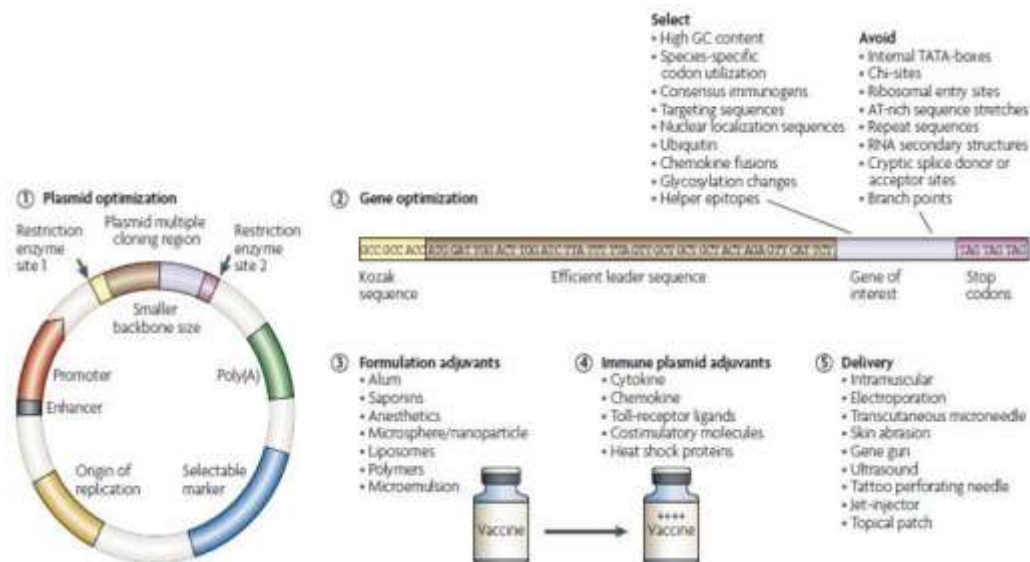 Select
• High GC content
• Species-specific
codon utilization
• Consensus immunogens
• Targeting sequences
• Nuclear localization sequences
• Ubiquitin
• Chemokine fusions
• Glycosylation changes
• Helper epitopes
Avoid
• Internal TATA-boxes
• Chi-sites
• Ribosomal entry sites
• AT-rich sequence stretches
• Repeat sequences
• RNA secondary structures
• Cryptic splice donor or
acceptor sites
• Branch points
① Plasmid optimization
Restriction
enzyme
site 1
Plasmid multiple
cloning region
Restriction
enzyme
site 2
Smaller
backbone size
Promoter
Poly(A)
Enhancer
Origin of
replication
Selectable
marker
② Gene optimization
GCC GCC ACC
TAG TAG TAG
Kozak
sequence
Efficient leader sequence
Gene of
interest
Stop
codons
③ Formulation adjuvants
• Alum
• Saponins
• Anesthetics
• Microsphere/nanoparticle
• Liposomes
• Polymers
• Microemulsion
Vaccine
④ Immune plasmid adjuvants
• Cytokine
• Chemokine
• Toll-receptor ligands
• Costimulatory molecules
• Heat shock proteins
++++
Vaccine
⑤ Delivery
• Intramuscular
• Electroporation
• Transcutaneous microneedle
• Skin abrasion
• Gene gun
• Ultrasound
• Tattoo perforating needle
• Jet-injector
• Topical patch